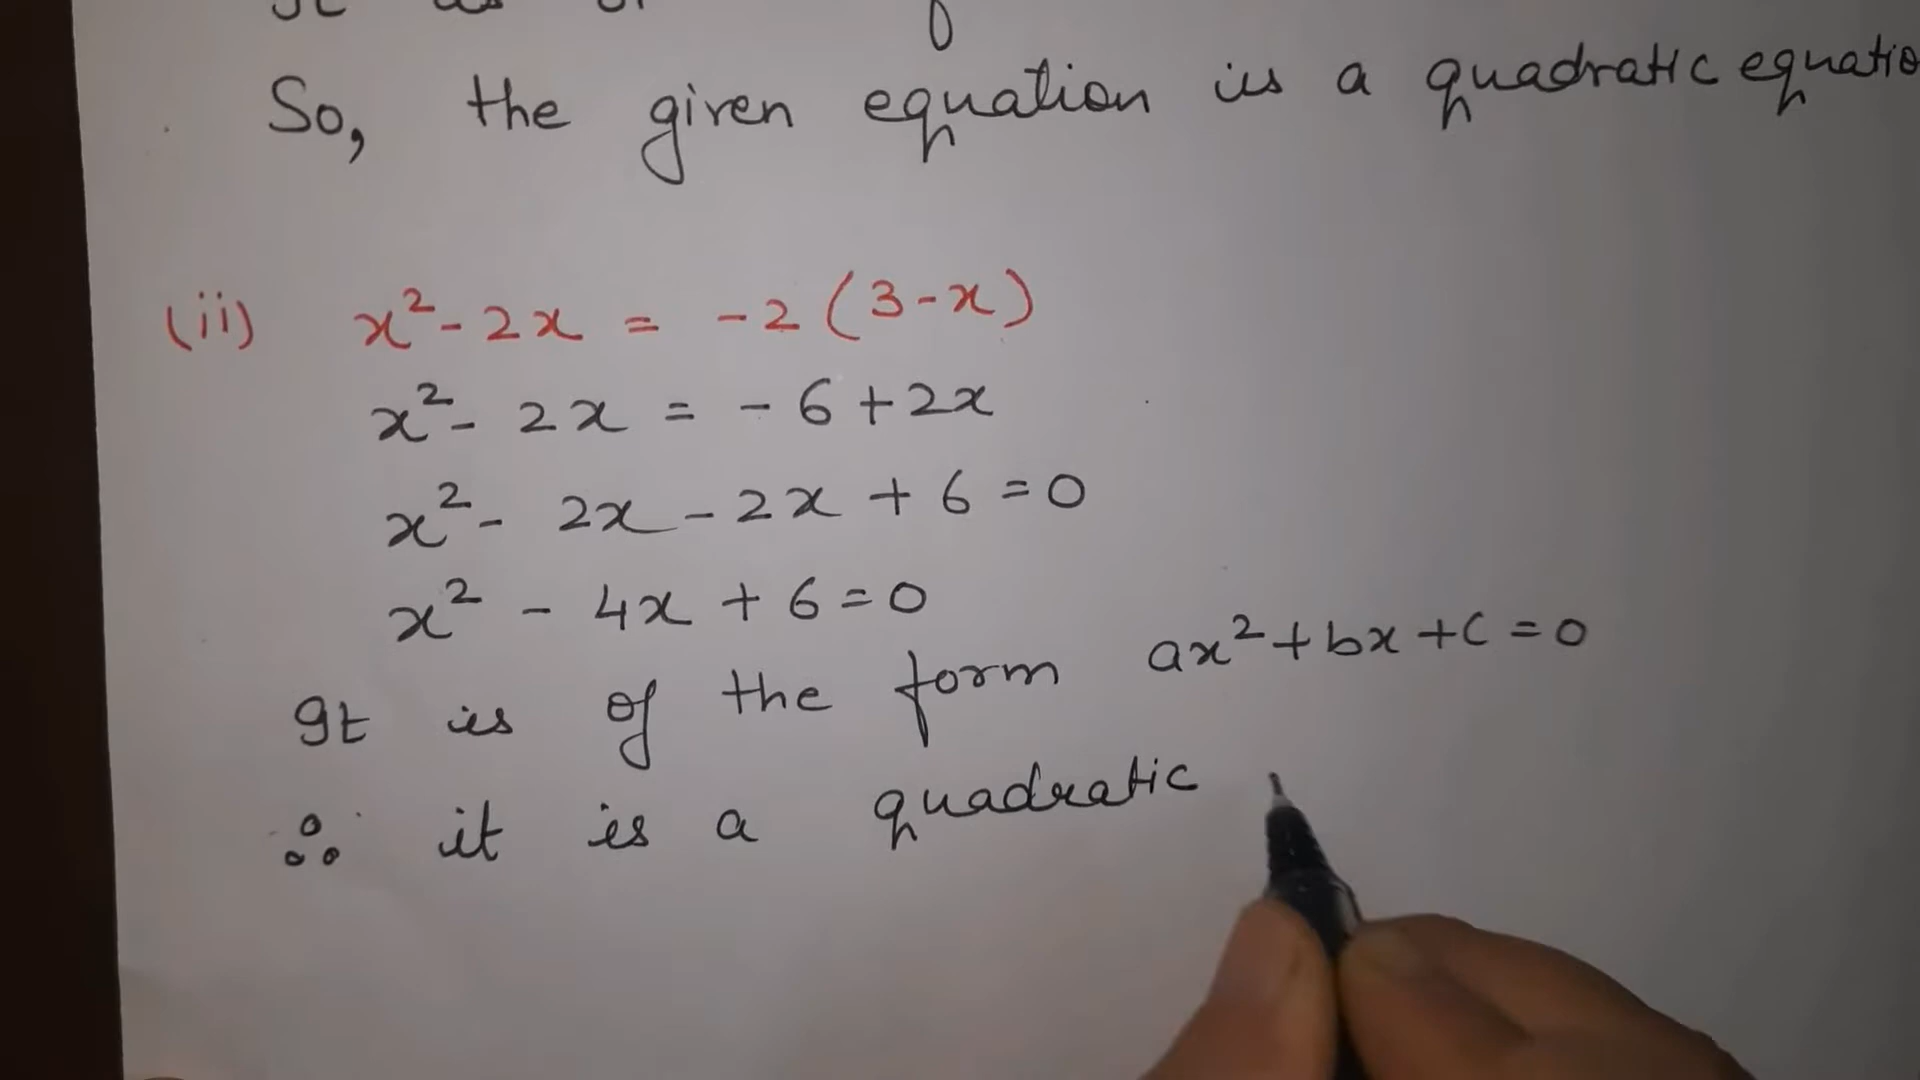 So, the given equation is a quadratic equatio
(ii) x² - 2x = -2 (3 - x)
x² - 2x = - 6 + 2x
x² - 2x - 2x + 6 = 0
x² - 4x + 6 = 0
It is of the form ax² + bx + c = 0
∴ it is a quadratic